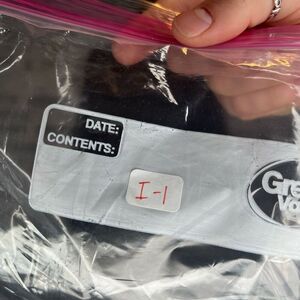 DATE:
CONTENTS:
I-1
Gre
Vo